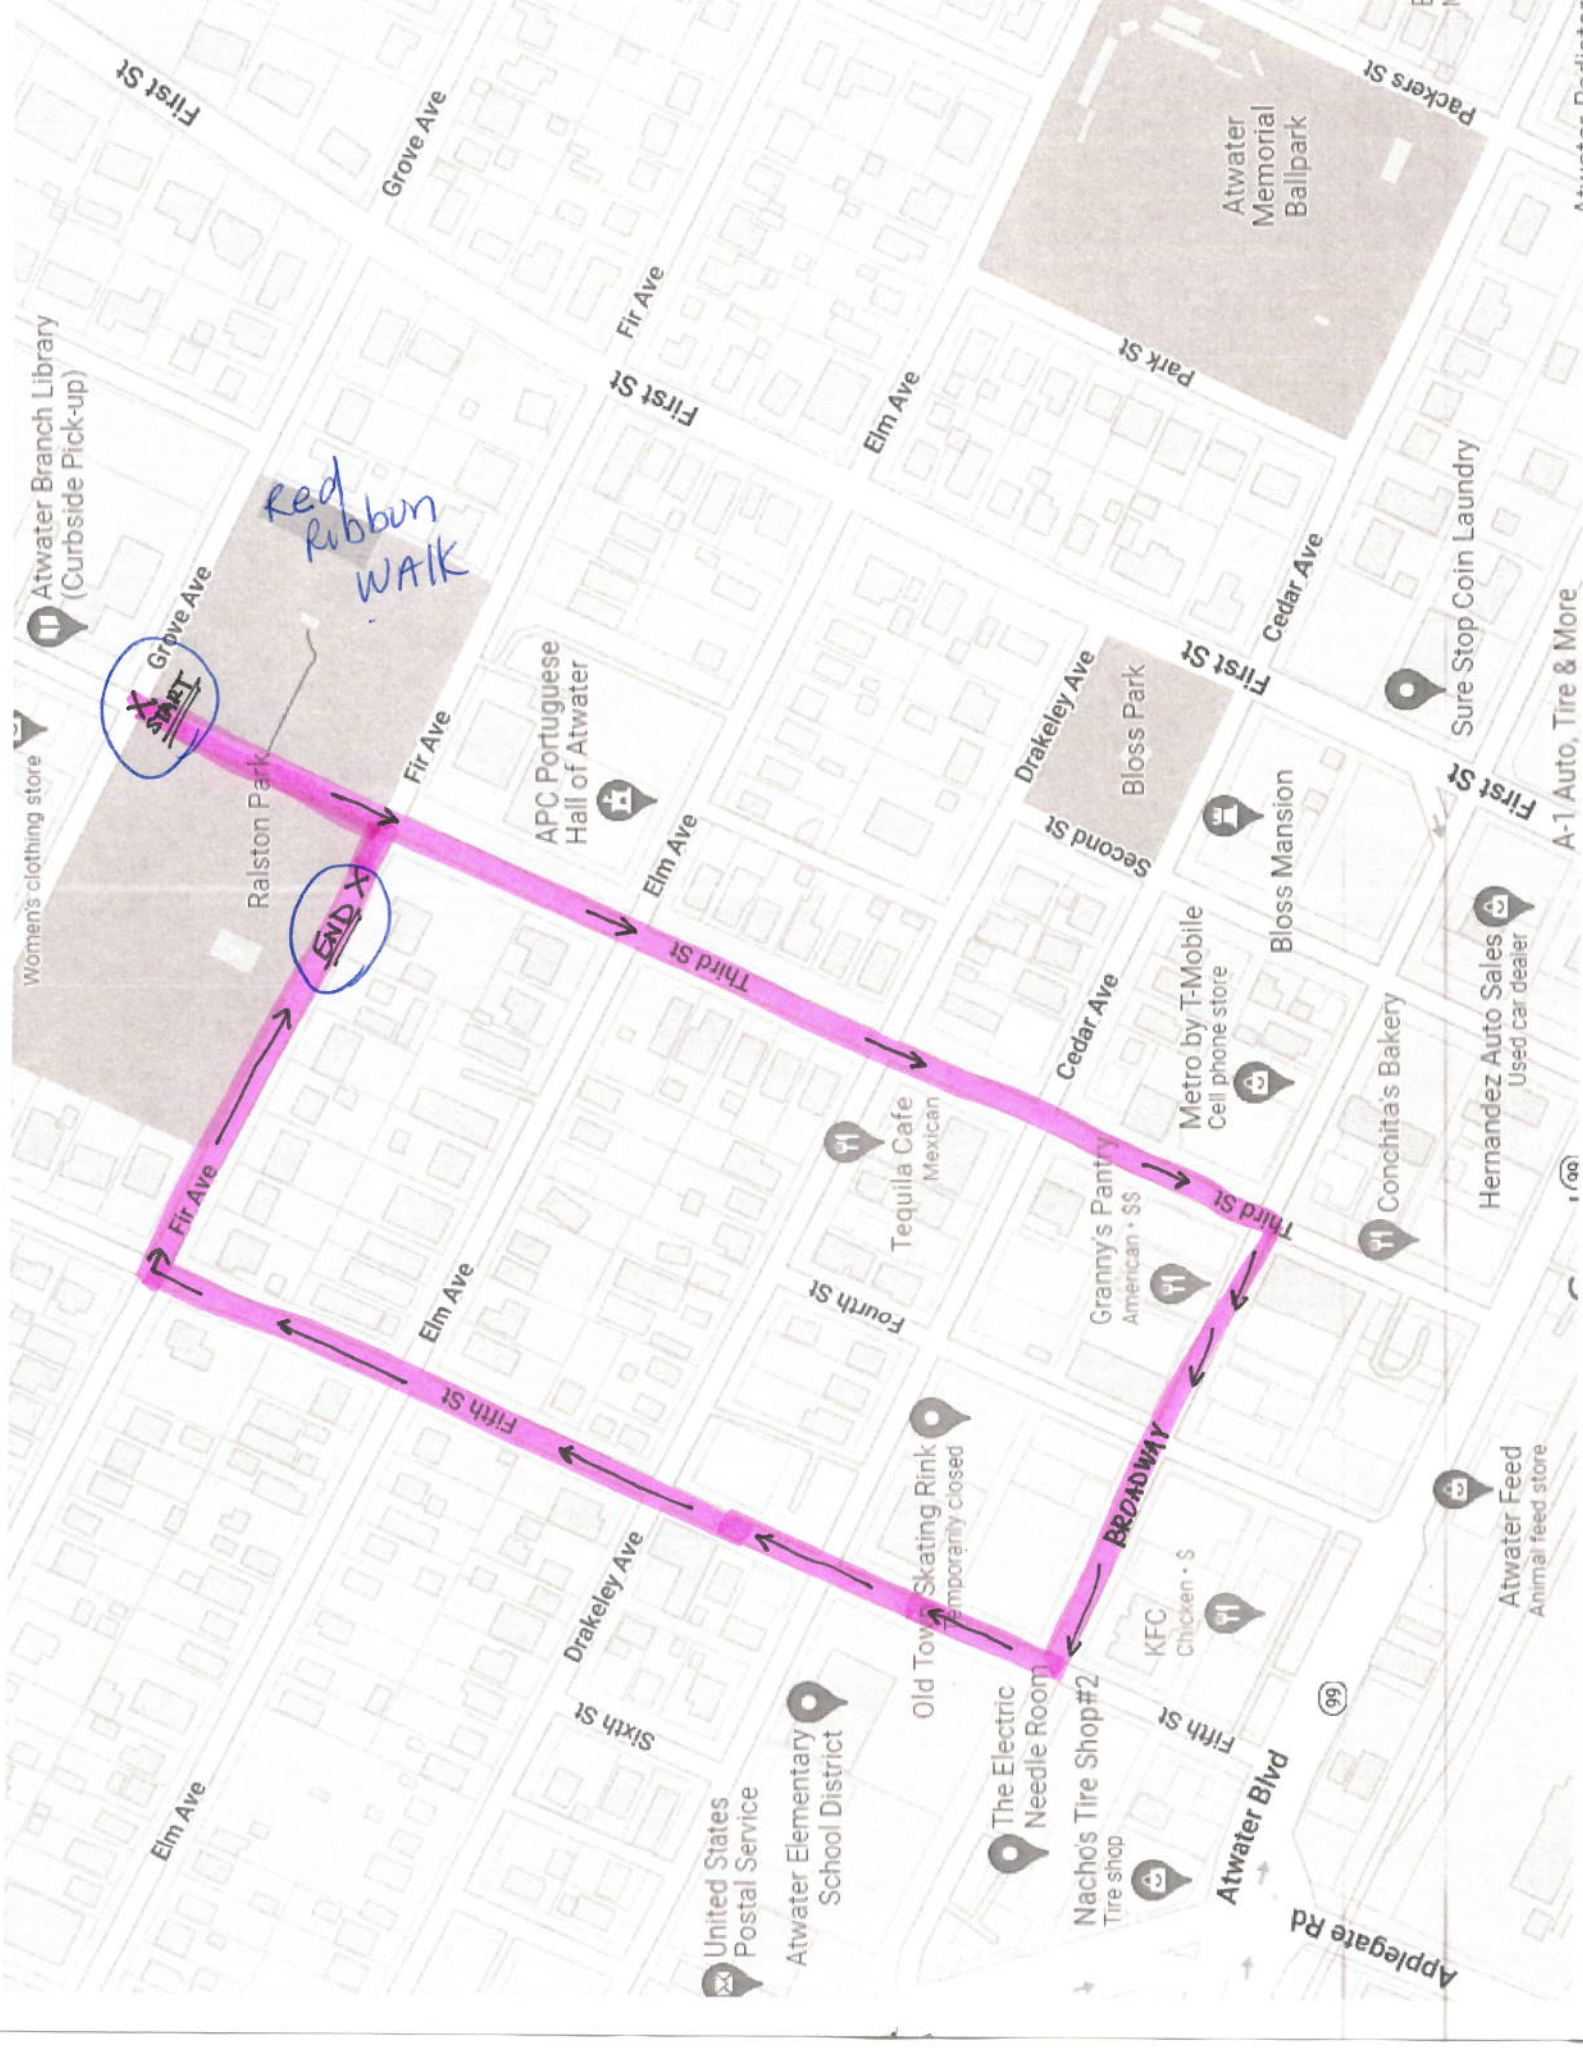 First St
Grove Ave
Packers St
Atwater
Memorial
Ballpark
Fir Ave
First St
Park St
Elm Ave
Atwater Branch Library
(Curbside Pick-up)
Red
Ribbon
WAlk
Grove Ave
START
X
Women's clothing store
Ralston Park
Fir Ave
END X
APC Portuguese
Hall of Atwater
Elm Ave
Third St
Drakeley Ave
Bloss Park
Second St
First St
Cedar Ave
Sure Stop Coin Laundry
First St
A-1 Auto, Tire & More
Bloss Mansion
Metro by T-Mobile
Cell phone store
Cedar Ave
Hernandez Auto Sales
Used car dealer
Conchita's Bakery
Tequila Cafe
Mexican
Granny's Pantry
American • $$
Third St
Third St
Fourth St
Fir Ave
Elm Ave
Fifth St
Old Town Skating Rink
Temporarily closed
BROADWAY
KFC
Chicken • $
Atwater Feed
Animal feed store
99
99
Drakeley Ave
Sixth St
Elm Ave
United States
Postal Service
Atwater Elementary
School District
The Electric
Needle Room
Nacho's Tire Shop#2
Tire shop
Fifth St
Atwater Blvd
Applegate Rd